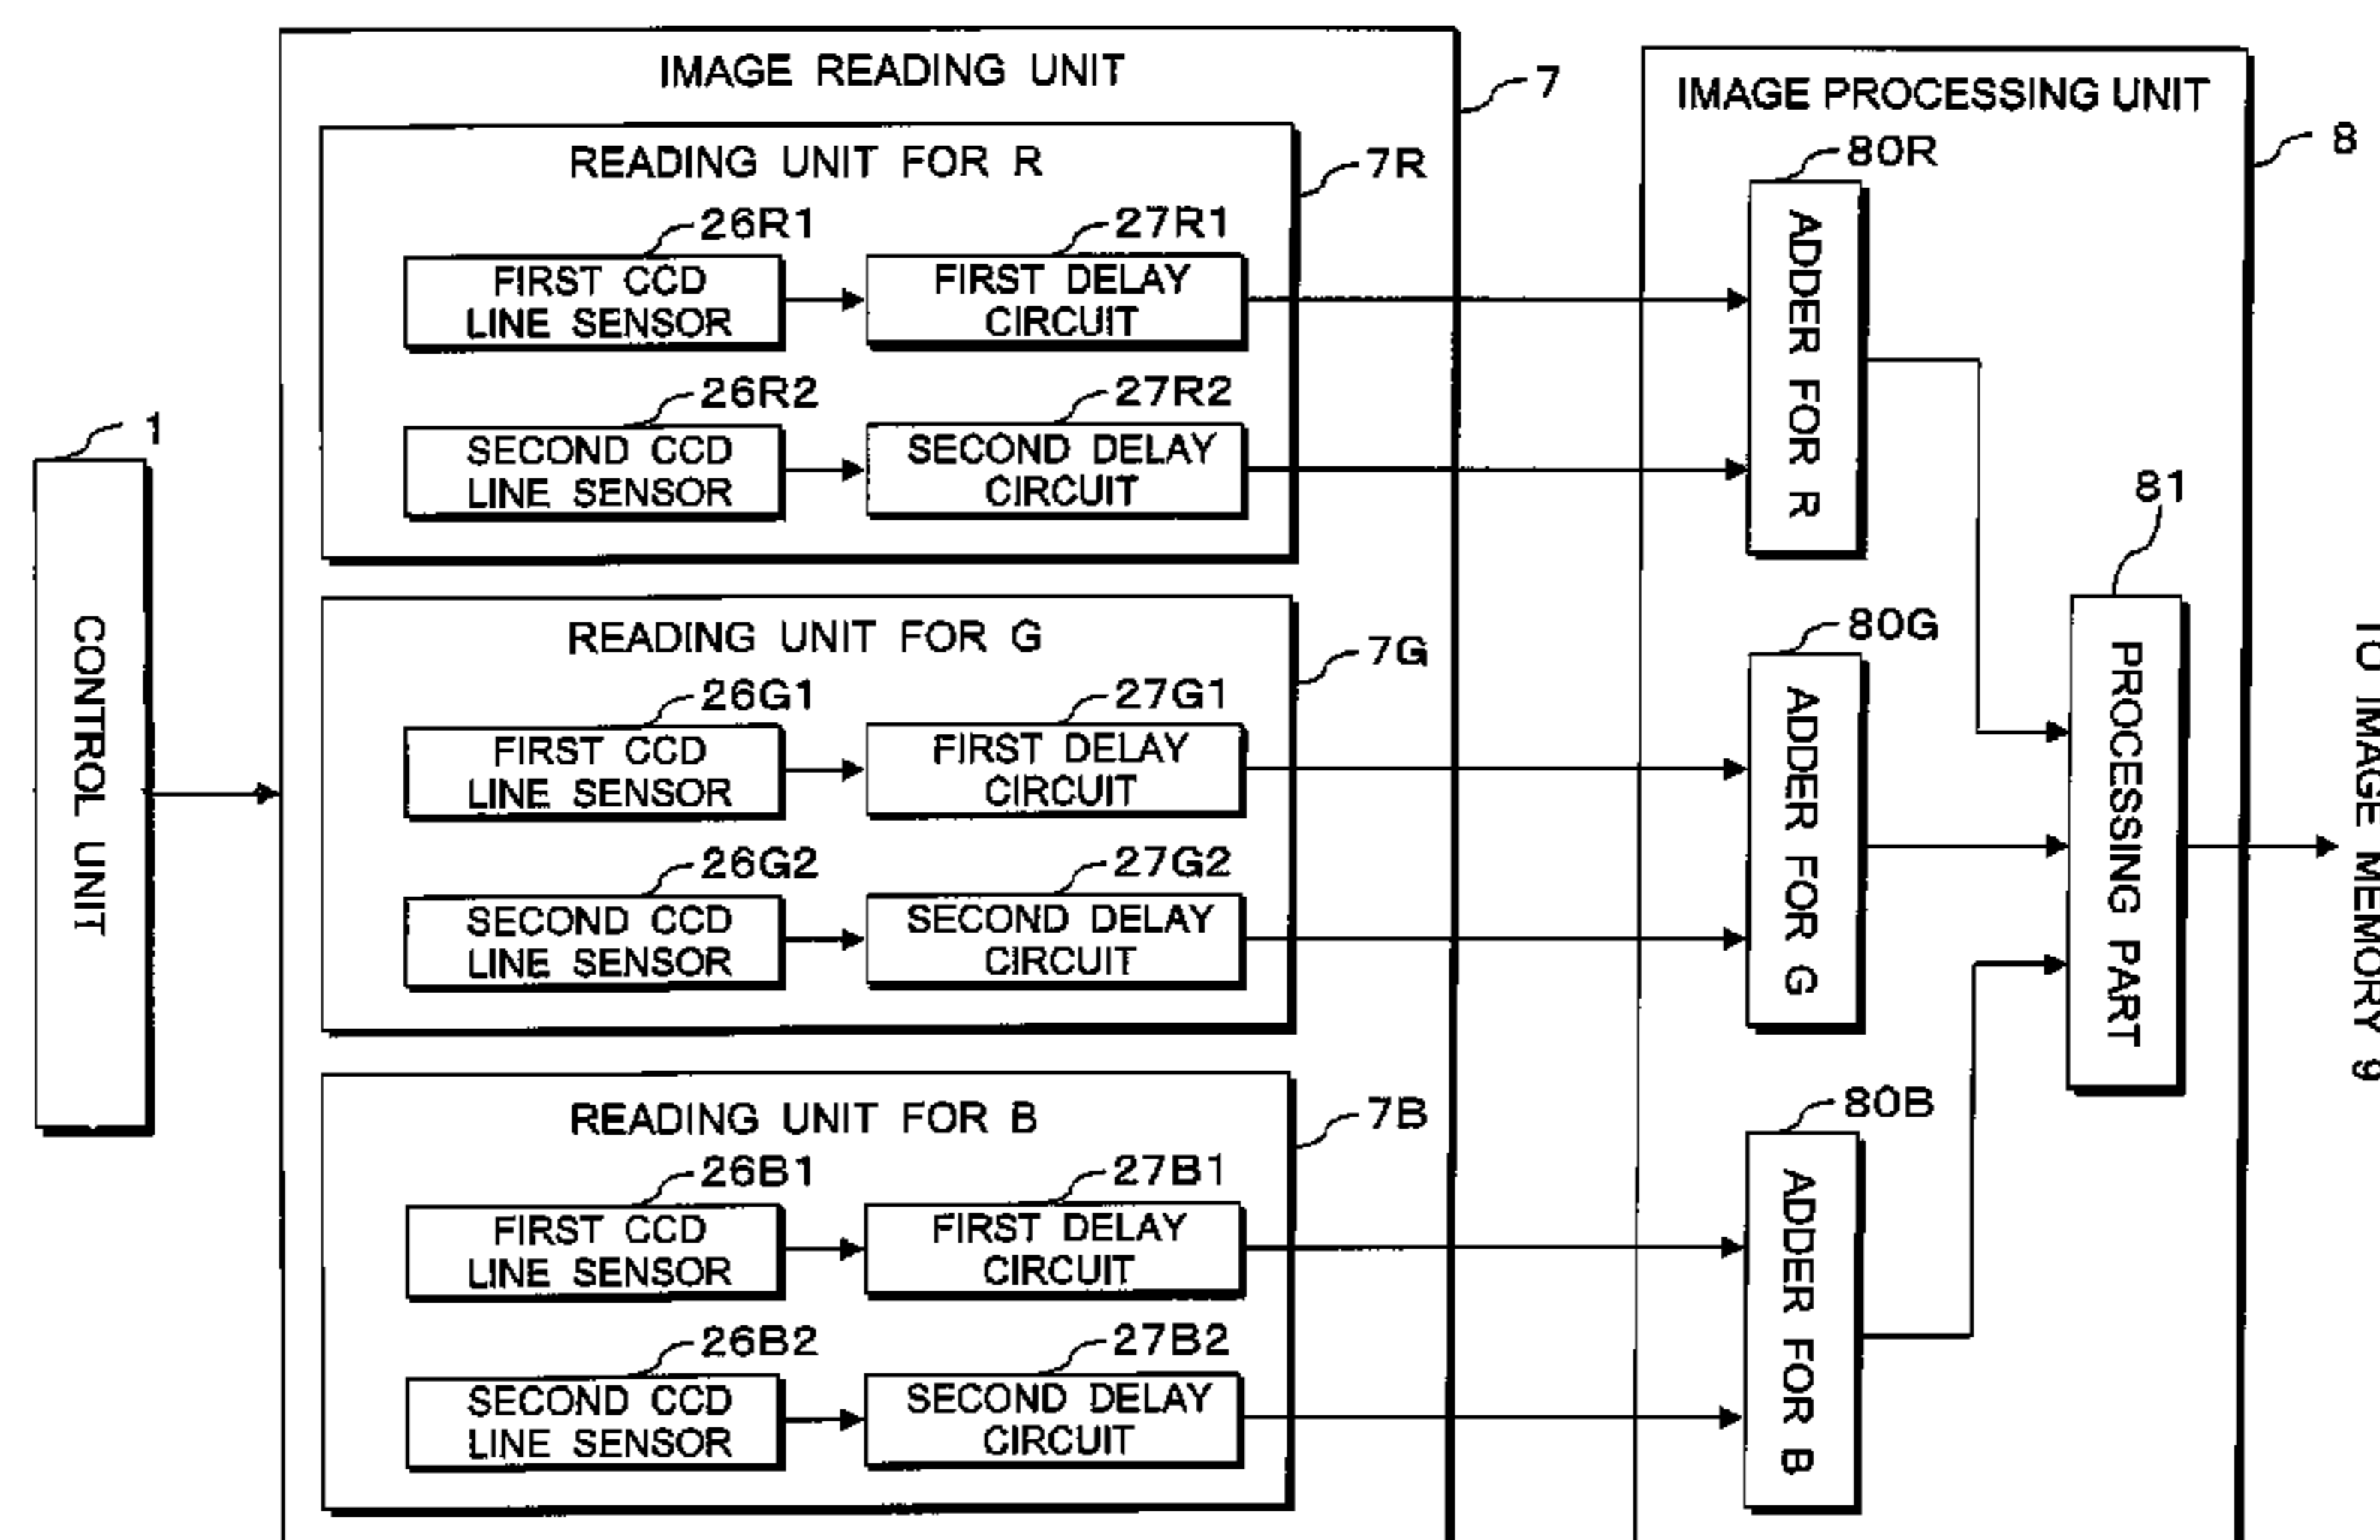 IMAGE READING UNIT
7
READING UNIT FOR R
7R
26R1
FIRST CCD
LINE SENSOR
27R1
FIRST DELAY
CIRCUIT
26R2
SECOND CCD
LINE SENSOR
27R2
SECOND DELAY
CIRCUIT
1
CONTROL UNIT
READING UNIT FOR G
7G
26G1
FIRST CCD
LINE SENSOR
27G1
FIRST DELAY
CIRCUIT
26G2
SECOND CCD
LINE SENSOR
27G2
SECOND DELAY
CIRCUIT
READING UNIT FOR B
7B
26B1
FIRST CCD
LINE SENSOR
27B1
FIRST DELAY
CIRCUIT
26B2
SECOND CCD
LINE SENSOR
27B2
SECOND DELAY
CIRCUIT
IMAGE PROCESSING UNIT
8
80R
ADDER FOR R
80G
ADDER FOR G
80B
ADDER FOR B
81
PROCESSING PART
TO IMAGE MEMORY 9